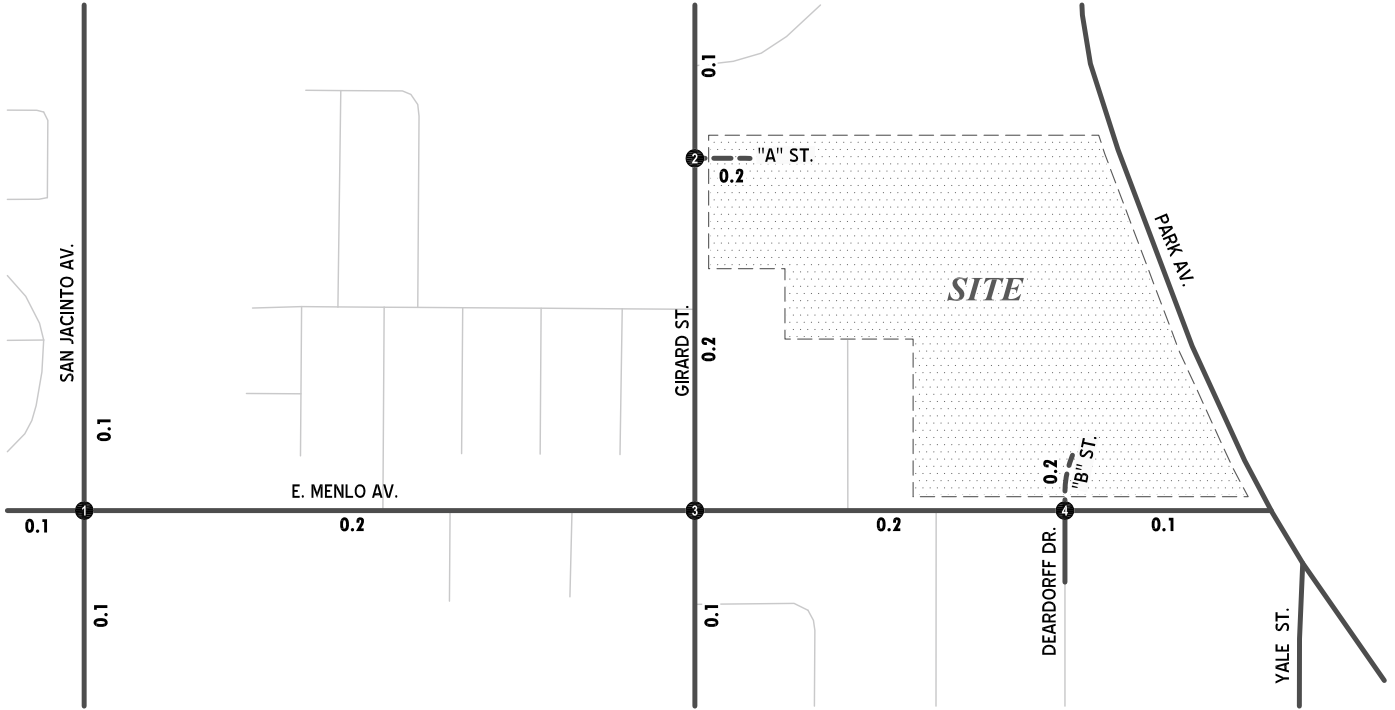 0.1
2
"A" ST.
0.2
PARK AV.
SAN JACINTO AV.
SITE
GIRARD ST.
0.2
0.1
0.2
"B" ST.
E. MENLO AV.
1
3
4
0.1
0.2
0.2
0.1
DEARDORFF DR.
0.1
0.1
YALE ST.